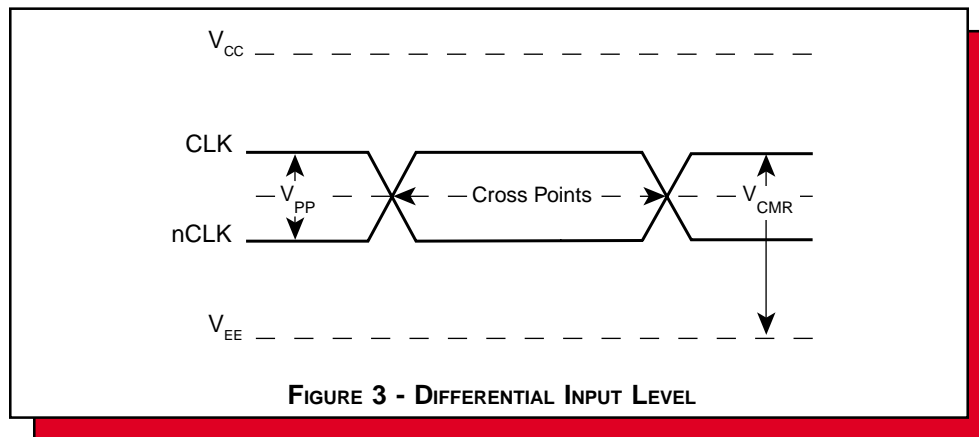 VCC
CLK
VPP
Cross Points
VCMR
nCLK
VEE
FIGURE 3 - DIFFERENTIAL INPUT LEVEL